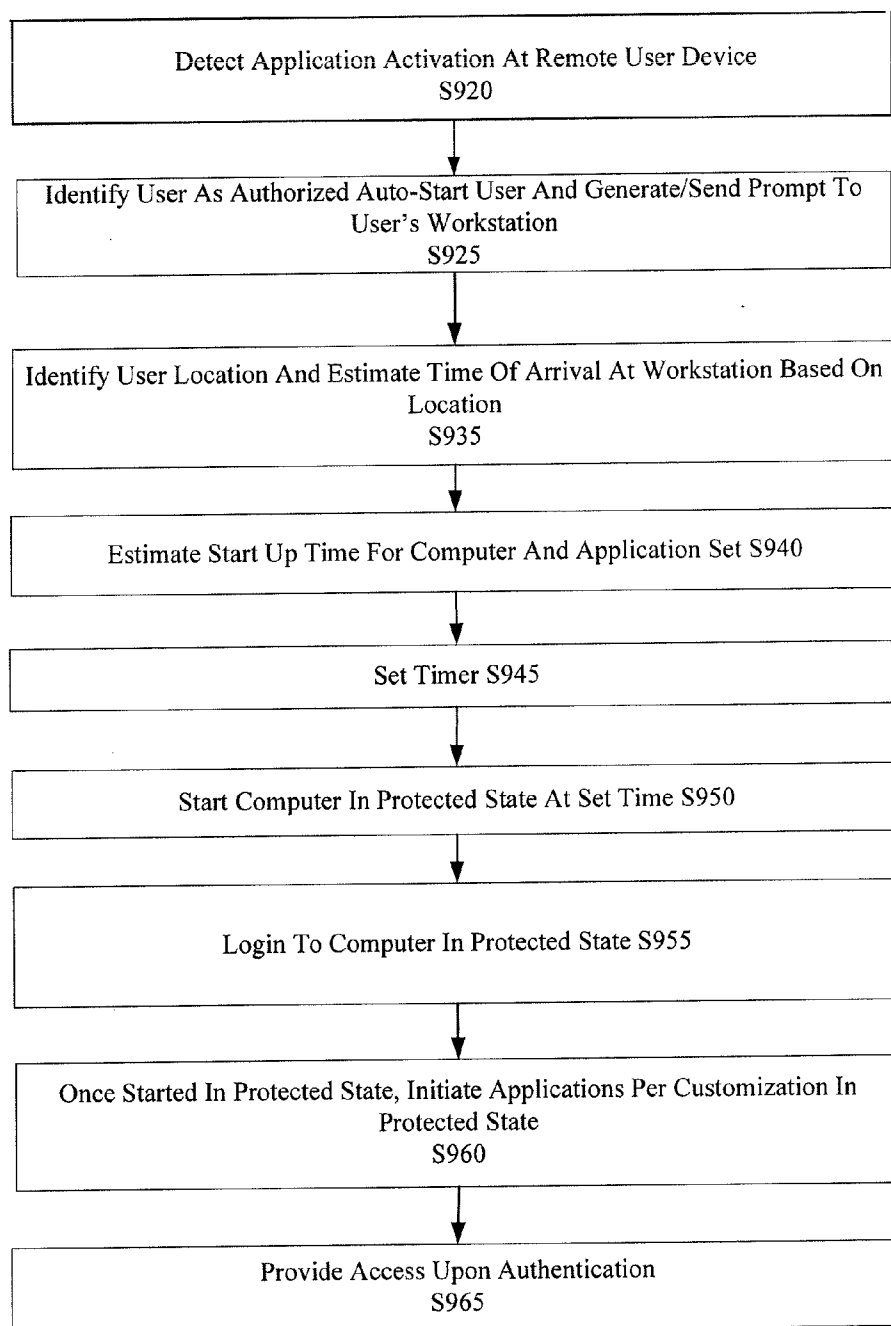 Detect Application Activation At Remote User Device
S920
Identify User As Authorized Auto-Start User And Generate/Send Prompt To
User's Workstation
S925
Identify User Location And Estimate Time Of Arrival At Workstation Based On
Location
S935
Estimate Start Up Time For Computer And Application Set S940
Set Timer S945
Start Computer In Protected State At Set Time S950
Login To Computer In Protected State S955
Once Started In Protected State, Initiate Applications Per Customization In
Protected State
S960
Provide Access Upon Authentication
S965